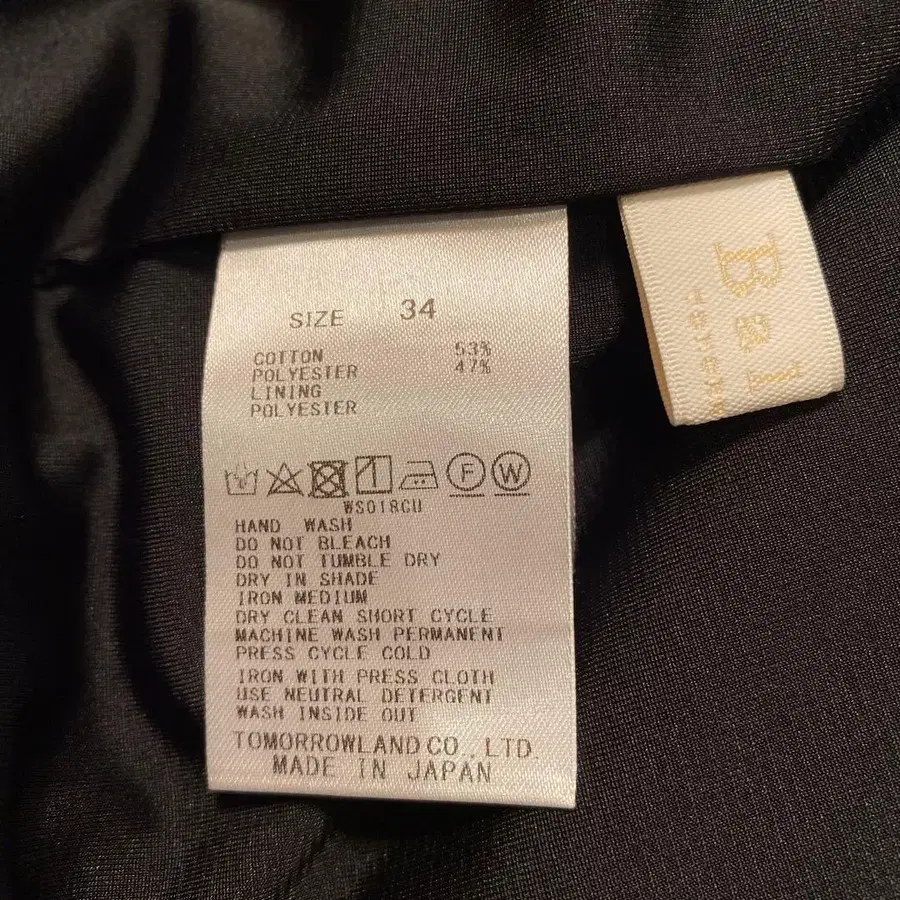 SIZE 34
COTTON 53%
POLYESTER 47%
LINING
POLYESTER
F W
WS018CU
HAND WASH
DO NOT BLEACH
DO NOT TUMBLE DRY
DRY IN SHADE
IRON MEDIUM
DRY CLEAN SHORT CYCLE
MACHINE WASH PERMANENT
PRESS CYCLE COLD
IRON WITH PRESS CLOTH
USE NEUTRAL DETERGENT
WASH INSIDE OUT
TOMORROWLAND CO., LTD.
MADE IN JAPAN